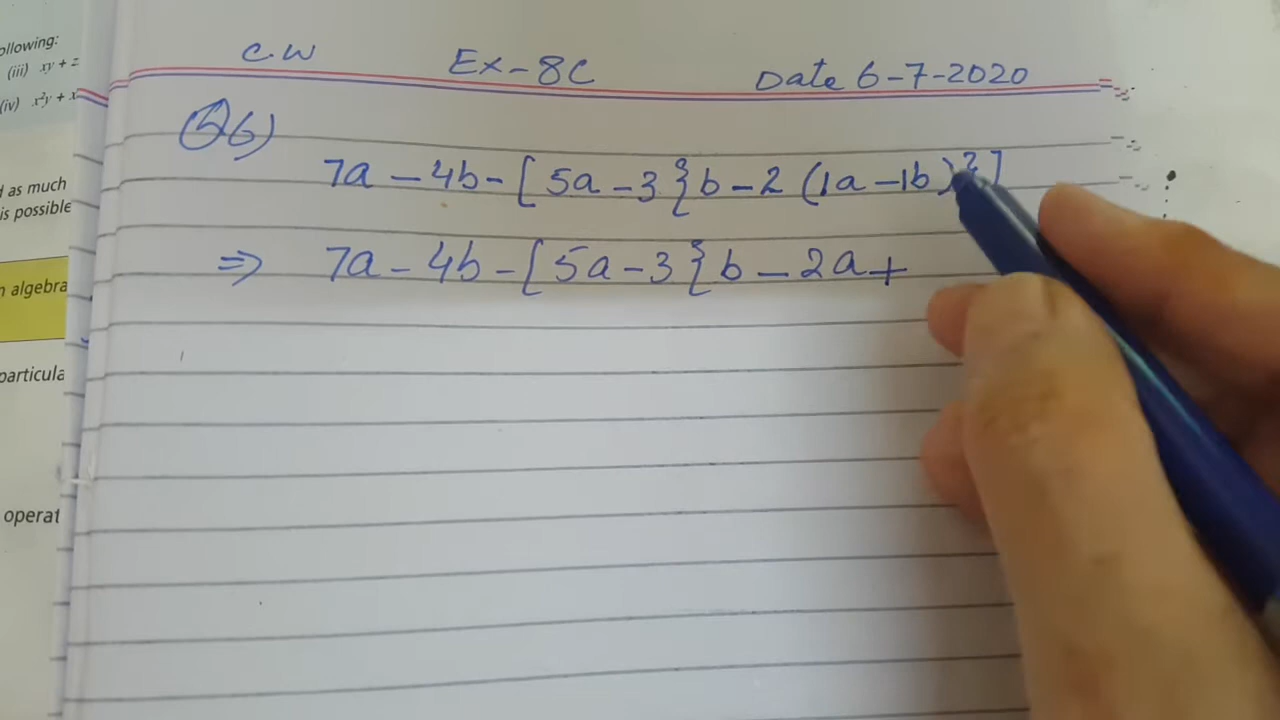 ollowing:
(iii) xy + z
(iv) x²y + x
d as much
is possible
n algebra
particula
operat
C.W Ex-8C Date 6-7-2020
Q6)
7a - 4b - [5a - 3{b - 2(1a - 1b)}]
⇒ 7a - 4b - [5a - 3{b - 2a +